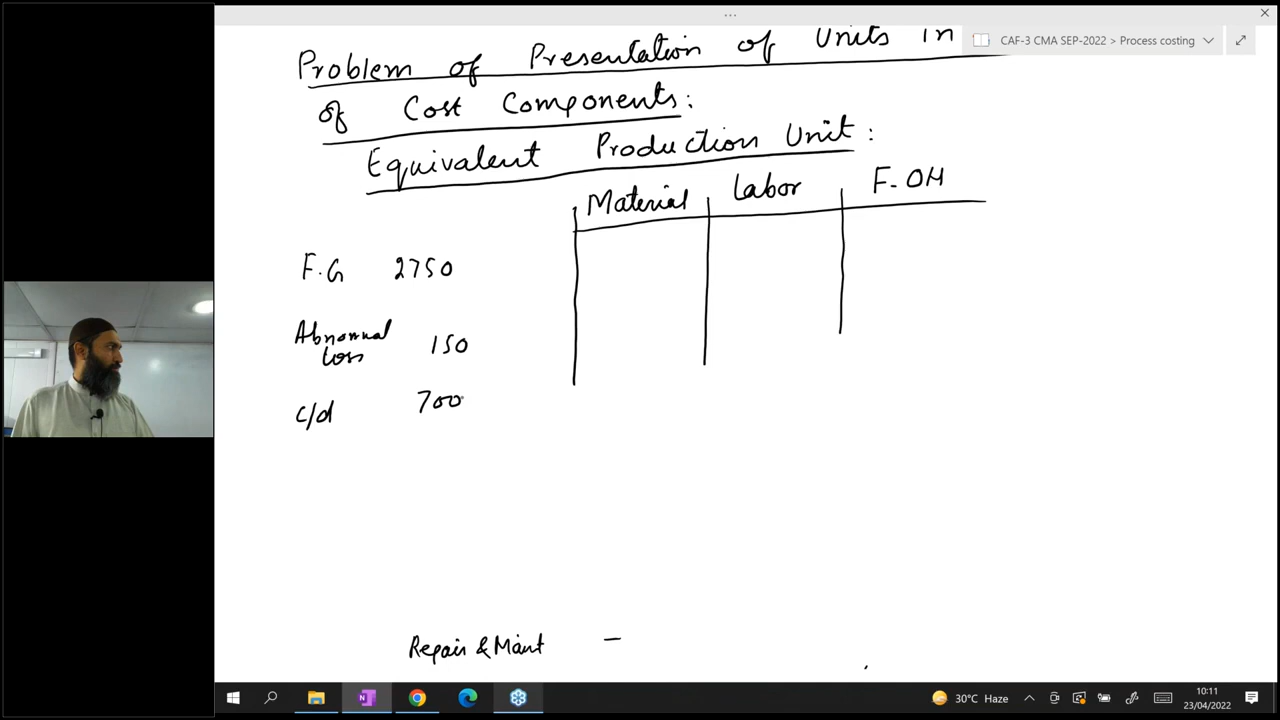 CAF-3 CMA SEP-2022 > Process costing
Problem of Presentation of Units in
of Cost Components:
Equivalent Production Unit:
Material Labor F-OH
F.G 2750
Abnormal Loss 150
c/d 700
Repair & Maint –
30°C Haze
10:11
23/04/2022